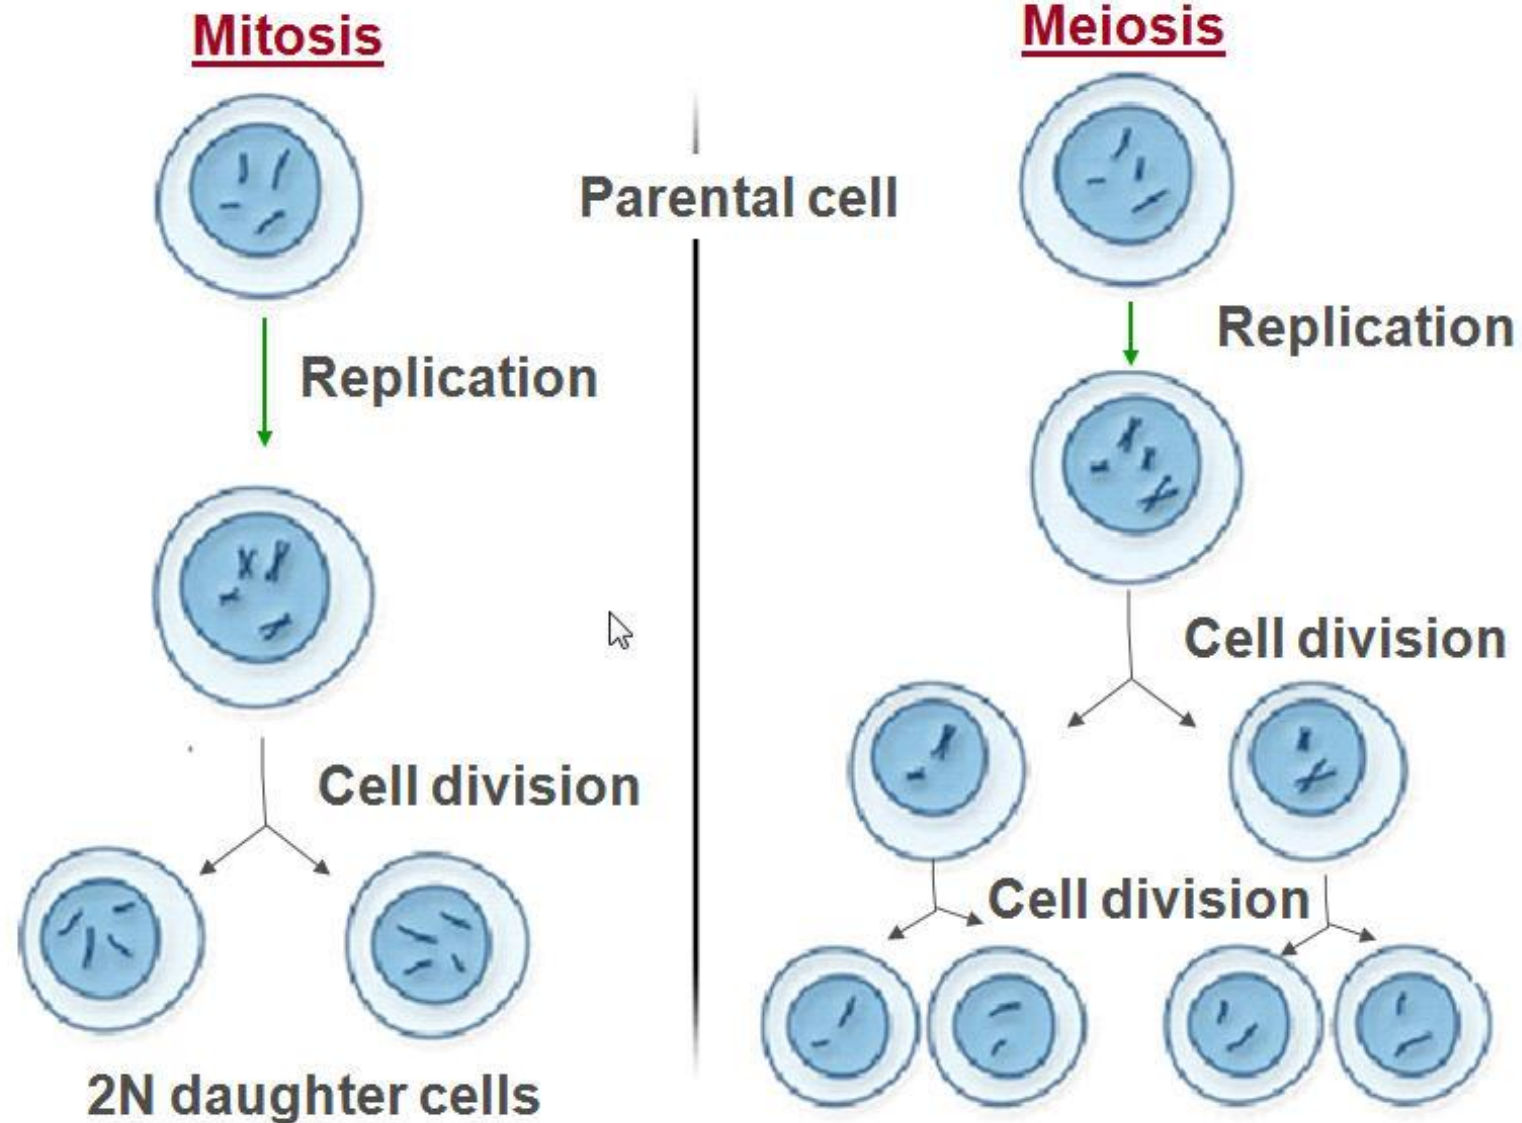 Mitosis
Meiosis
Parental cell
Replication
Replication
Cell division
Cell division
Cell division
2N daughter cells